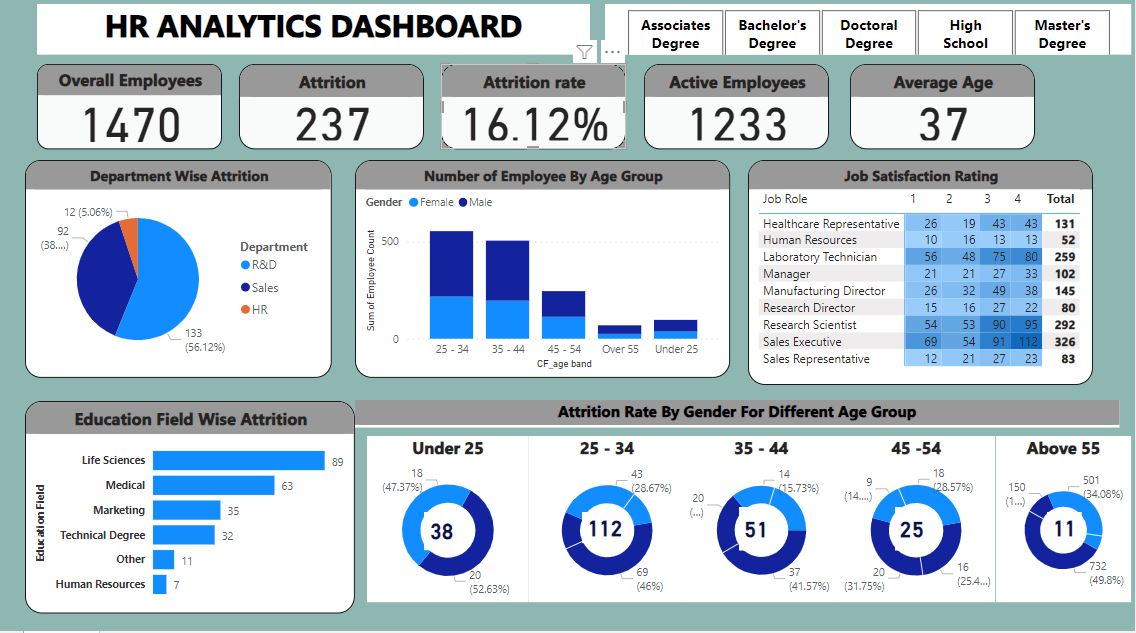 HR ANALYTICS DASHBOARD
Associates
Degree
Bachelor's
Degree
Doctoral
Degree
High
School
Master's
Degree
Overall Employees
1470
Attrition
237
Attrition rate
16.12%
Active Employees
1233
Average Age
37
Department Wise Attrition
12 (5.06%)
92
(38....)
133
(56.12%)
Department
R&D
Sales
HR
Number of Employee By Age Group
Gender Female Male
Sum of Employee Count
500
0
25 - 34 35 - 44 45 - 54 Over 55 Under 25
CF_age band
Job Satisfaction Rating
Job Role 1 2 3 4 Total
Healthcare Representative 26 19 43 43 131
Human Resources 10 16 13 13 52
Laboratory Technician 56 48 75 80 259
Manager 21 21 27 33 102
Manufacturing Director 26 32 49 38 145
Research Director 15 16 27 22 80
Research Scientist 54 53 90 95 292
Sales Executive 69 54 91 112 326
Sales Representative 12 21 27 23 83
Education Field Wise Attrition
Education Field
Life Sciences 89
Medical 63
Marketing 35
Technical Degree 32
Other 11
Human Resources 7
Attrition Rate By Gender For Different Age Group
Under 25
18
(47.37%)
38
20
(52.63%)
25 - 34
43
(28.67%)
112
69
(46%)
35 - 44
14
(15.73%)
20
(...)
51
37
(41.57%)
45 -54
9
(14....)
18
(28.57%)
25
20
(31.75%)
16
(25.4...)
Above 55
150
(1...)
501
(34.08%)
11
732
(49.8%)